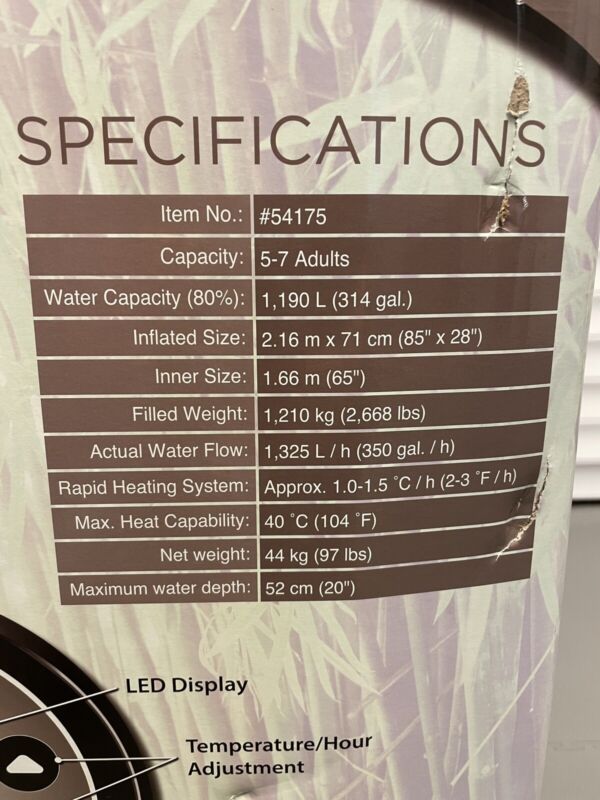 SPECIFICATIONS
Item No.: #54175
Capacity: 5-7 Adults
Water Capacity (80%): 1,190 L (314 gal.)
Inflated Size: 2.16 m x 71 cm (85" x 28")
Inner Size: 1.66 m (65")
Filled Weight: 1,210 kg (2,668 lbs)
Actual Water Flow: 1,325 L / h (350 gal. / h)
Rapid Heating System: Approx. 1.0-1.5 ˚C / h (2-3 ˚F / h)
Max. Heat Capability: 40 ˚C (104 ˚F)
Net weight: 44 kg (97 lbs)
Maximum water depth: 52 cm (20")
LED Display
Temperature/Hour
Adjustment